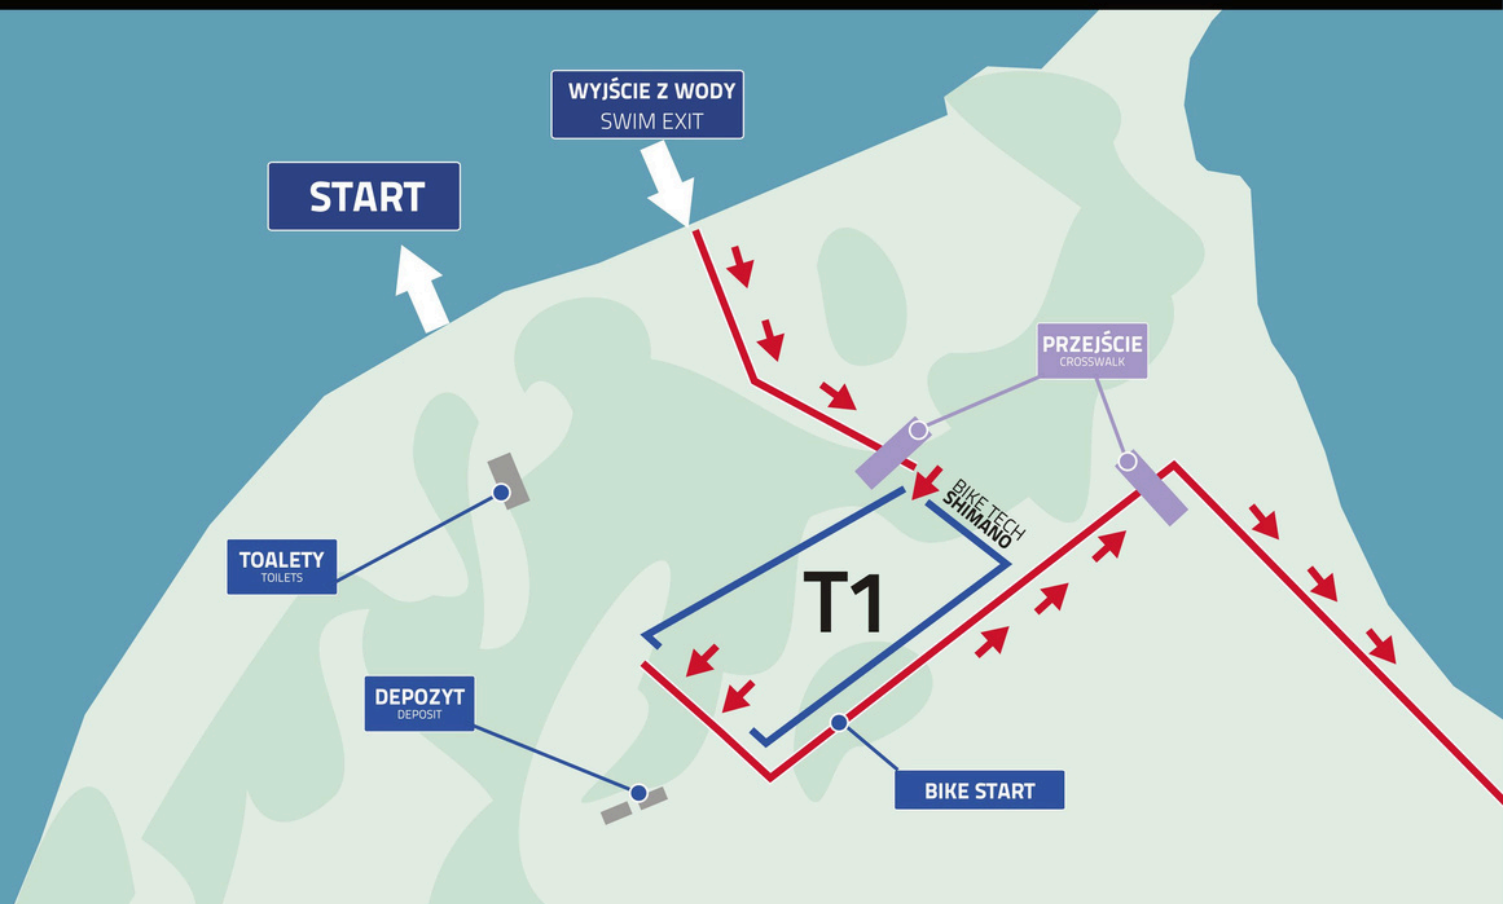 WYJŚCIE Z WODY
SWIM EXIT
START
PRZEJŚCIE
CROSSWALK
BIKE TECH
SHIMANO
TOALETY
TOILETS
T1
DEPOZYT
DEPOSIT
BIKE START